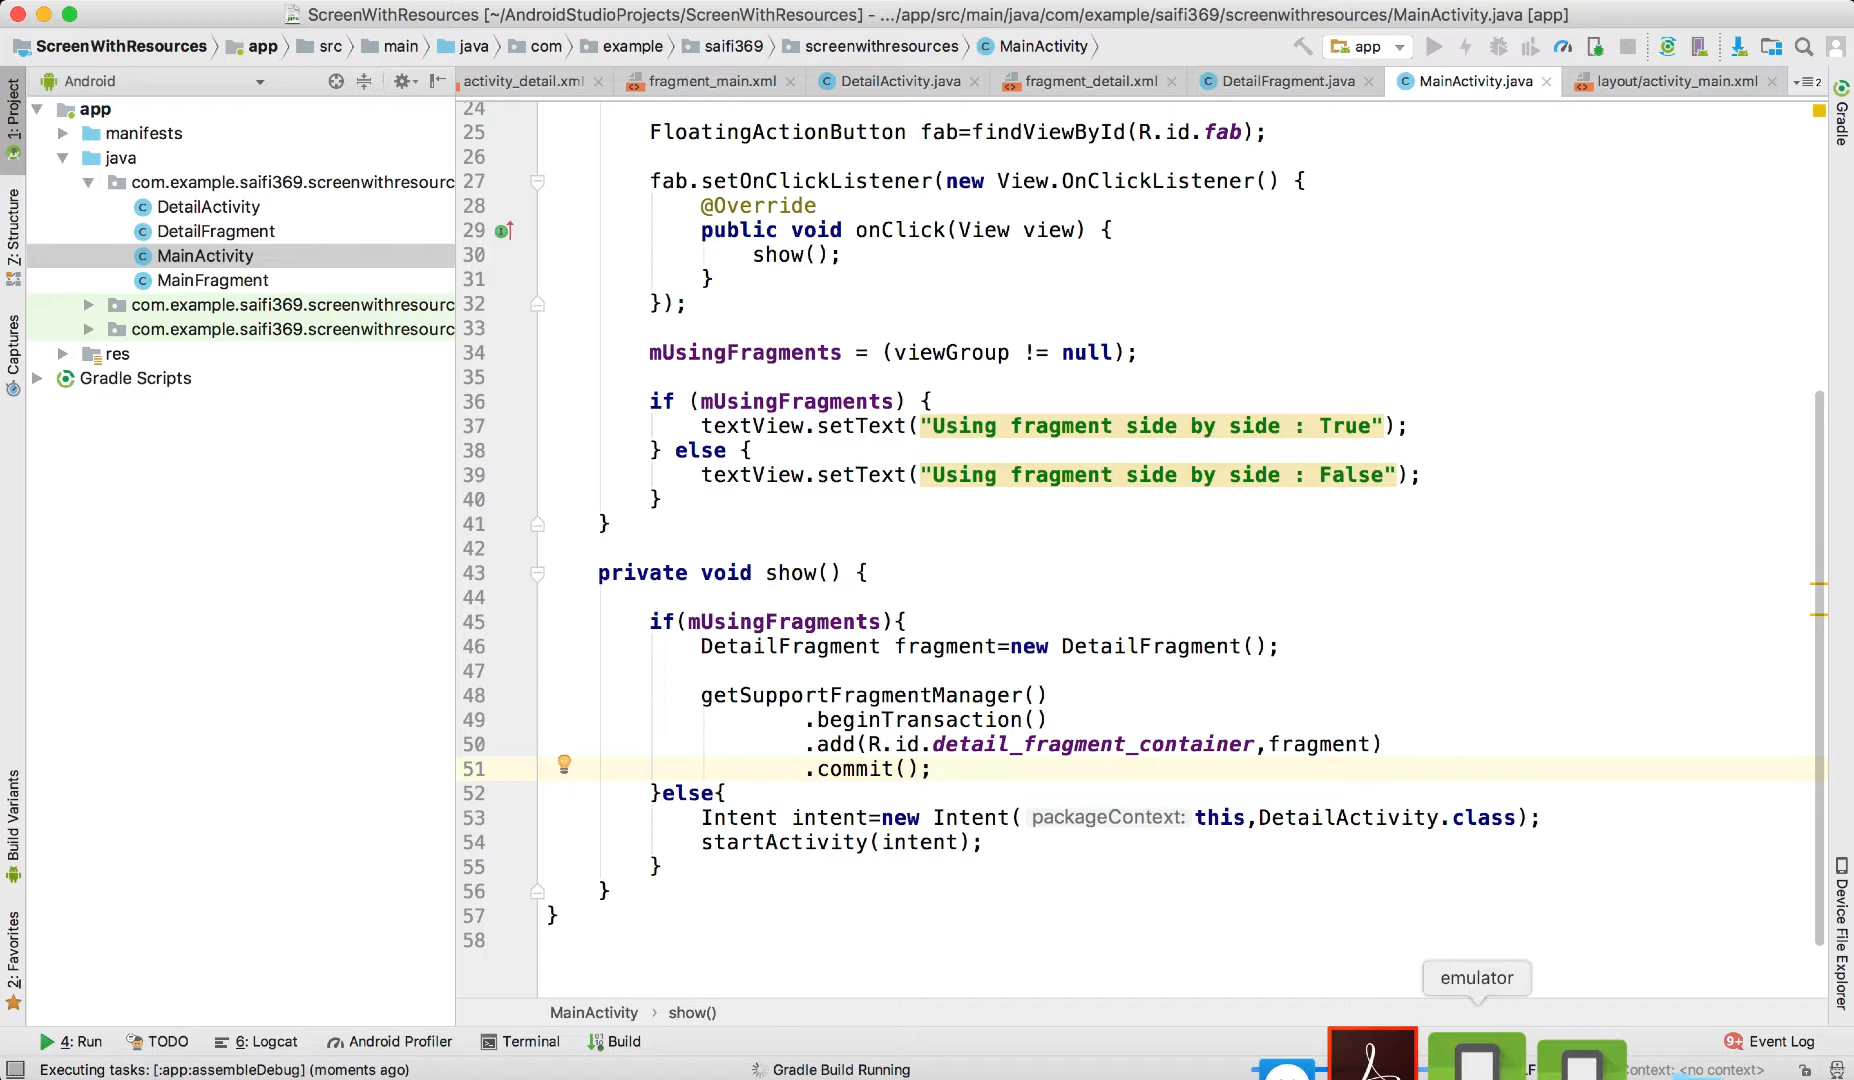 ScreenWithResources [~/AndroidStudioProjects/ScreenWithResources] - .../app/src/main/java/com/example/saifi369/screenwithresources/MainActivity.java [app]
ScreenWithResources app src main java com example saifi369 screenwithresources MainActivity app
Android activity_detail.xml fragment_main.xml DetailActivity.java fragment_detail.xml DetailFragment.java MainActivity.java layout/activity_main.xml 2
1: Project
Z: Structure
Captures
Build Variants
2: Favorites
app
manifests
java
com.example.saifi369.screenwithresourc
DetailActivity
DetailFragment
MainActivity
MainFragment
com.example.saifi369.screenwithresourc
com.example.saifi369.screenwithresourc
res
Gradle Scripts
24
25 FloatingActionButton fab=findViewById(R.id.fab);
26
27 fab.setOnClickListener(new View.OnClickListener() {
28 @Override
29 public void onClick(View view) {
30 show();
31 }
32 });
33
34 mUsingFragments = (viewGroup != null);
35
36 if (mUsingFragments) {
37 textView.setText("Using fragment side by side : True");
38 } else {
39 textView.setText("Using fragment side by side : False");
40 }
41 }
42
43 private void show() {
44
45 if(mUsingFragments){
46 DetailFragment fragment=new DetailFragment();
47
48 getSupportFragmentManager()
49 .beginTransaction()
50 .add(R.id.detail_fragment_container,fragment)
51 .commit();
52 }else{
53 Intent intent=new Intent( packageContext: this,DetailActivity.class);
54 startActivity(intent);
55 }
56 }
57 }
58
Gradle
Device File Explorer
emulator
MainActivity › show()
4: Run TODO 6: Logcat Android Profiler Terminal Build 9+ Event Log
Executing tasks: [:app:assembleDebug] (moments ago) Gradle Build Running Context: <no context>